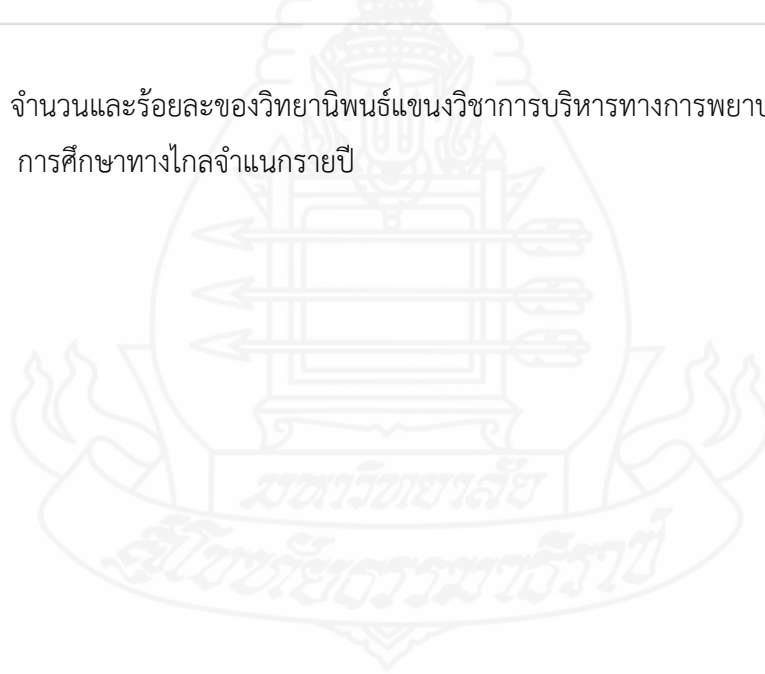 จำนวนและร้อยละของวิทยานิพนธ์แขนงวิชาการบริหารทางการพยาบ
การศึกษาทางไกลจำแนกรายปี
มหาวิทยาลัย
สุโขทัยธรรมาธิราช